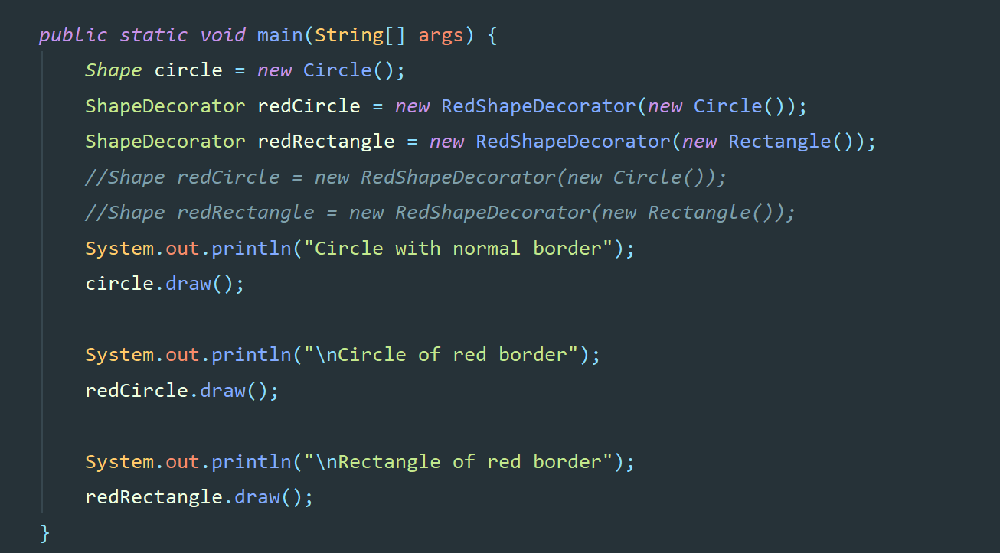 public static void main(String[] args) {
    Shape circle = new Circle();
    ShapeDecorator redCircle = new RedShapeDecorator(new Circle());
    ShapeDecorator redRectangle = new RedShapeDecorator(new Rectangle());
    //Shape redCircle = new RedShapeDecorator(new Circle());
    //Shape redRectangle = new RedShapeDecorator(new Rectangle());
    System.out.println("Circle with normal border");
    circle.draw();

    System.out.println("\nCircle of red border");
    redCircle.draw();

    System.out.println("\nRectangle of red border");
    redRectangle.draw();
}